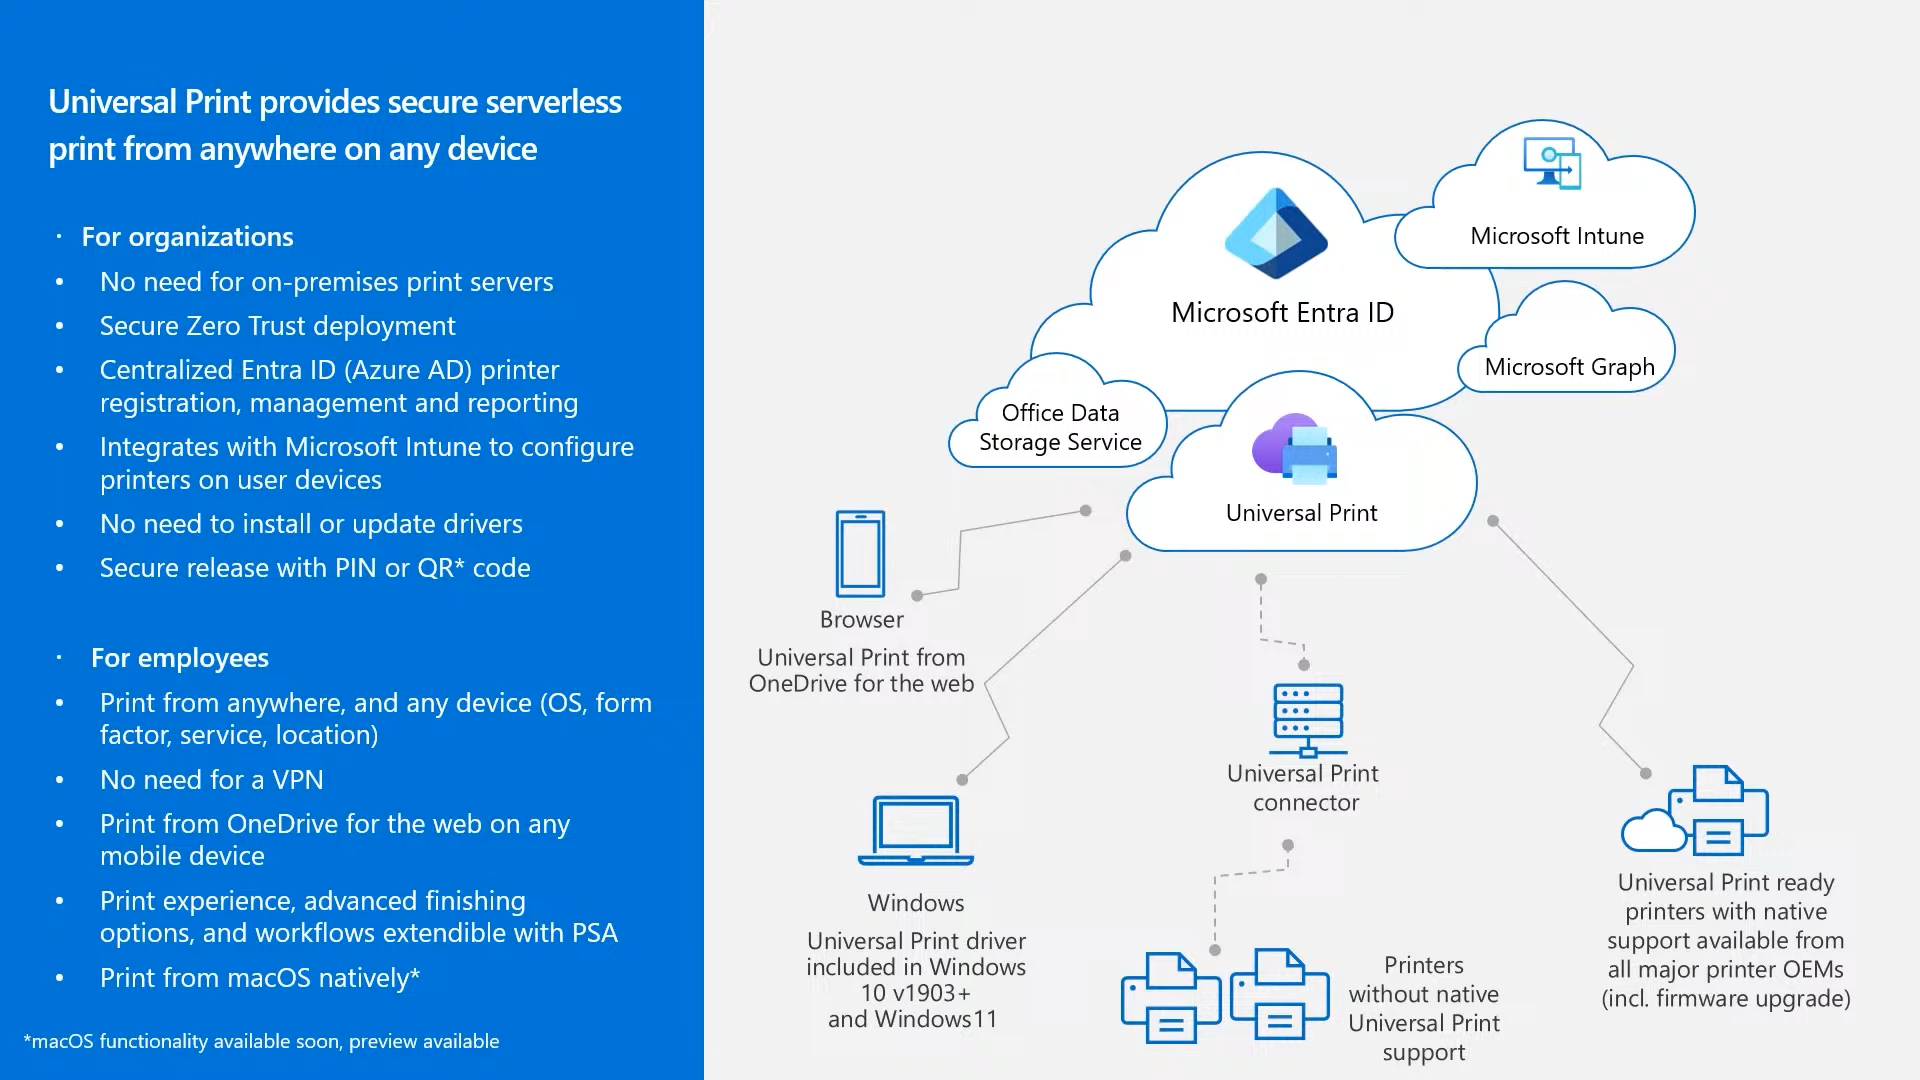 Universal Print provides secure serverless
print from anywhere on any device
· For organizations
• No need for on-premises print servers
• Secure Zero Trust deployment
• Centralized Entra ID (Azure AD) printer
registration, management and reporting
• Integrates with Microsoft Intune to configure
printers on user devices
• No need to install or update drivers
• Secure release with PIN or QR* code
· For employees
• Print from anywhere, and any device (OS, form
factor, service, location)
• No need for a VPN
• Print from OneDrive for the web on any
mobile device
• Print experience, advanced finishing
options, and workflows extendible with PSA
• Print from macOS natively*
*macOS functionality available soon, preview available
Microsoft Intune
Microsoft Entra ID
Microsoft Graph
Office Data
Storage Service
Universal Print
Browser
Universal Print from
OneDrive for the web
Windows
Universal Print driver
included in Windows
10 v1903+
and Windows11
Universal Print
connector
Printers
without native
Universal Print
support
Universal Print ready
printers with native
support available from
all major printer OEMs
(incl. firmware upgrade)